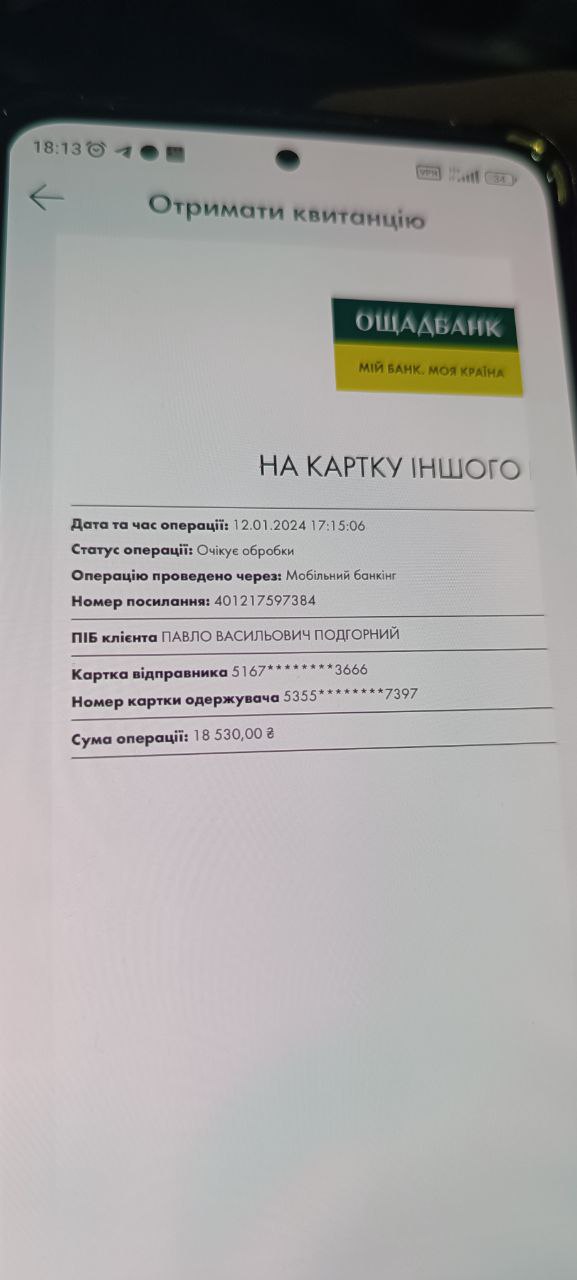 18:13
VPN 34
Отримати квитанцію
ОЩАДБАНК
МІЙ БАНК. МОЯ КРАЇНА
НА КАРТКУ ІНШОГО
Дата та час операції: 12.01.2024 17:15:06
Статус операції: Очікує обробки
Операцію проведено через: Мобільний банкінг
Номер посилання: 401217597384
ПІБ клієнта ПАВЛО ВАСИЛЬОВИЧ ПОДГОРНИЙ
Картка відправника 5167********3666
Номер картки одержувача 5355********7397
Сума операції: 18 530,00 ₴